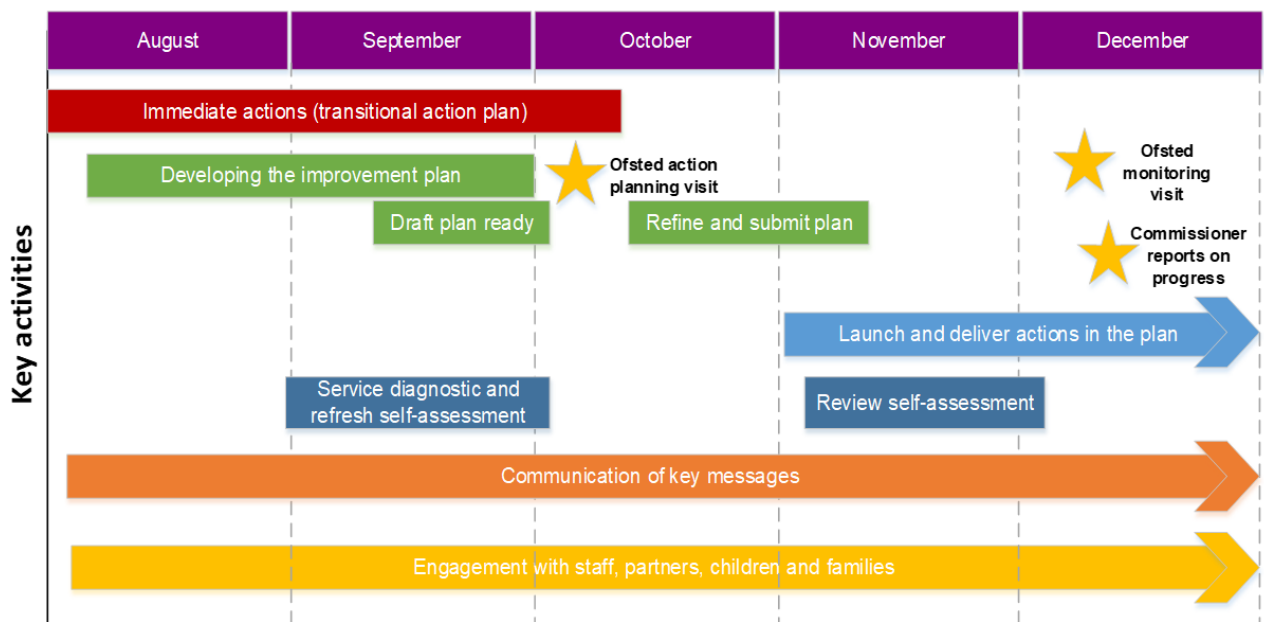 August
September
October
November
December
Key activities
Immediate actions (transitional action plan)
Developing the improvement plan
Ofsted action
planning visit
Ofsted
monitoring
visit
Draft plan ready
Refine and submit plan
Commissioner
reports on
progress
Launch and deliver actions in the plan
Service diagnostic and
refresh self-assessment
Review self-assessment
Communication of key messages
Engagement with staff, partners, children and families